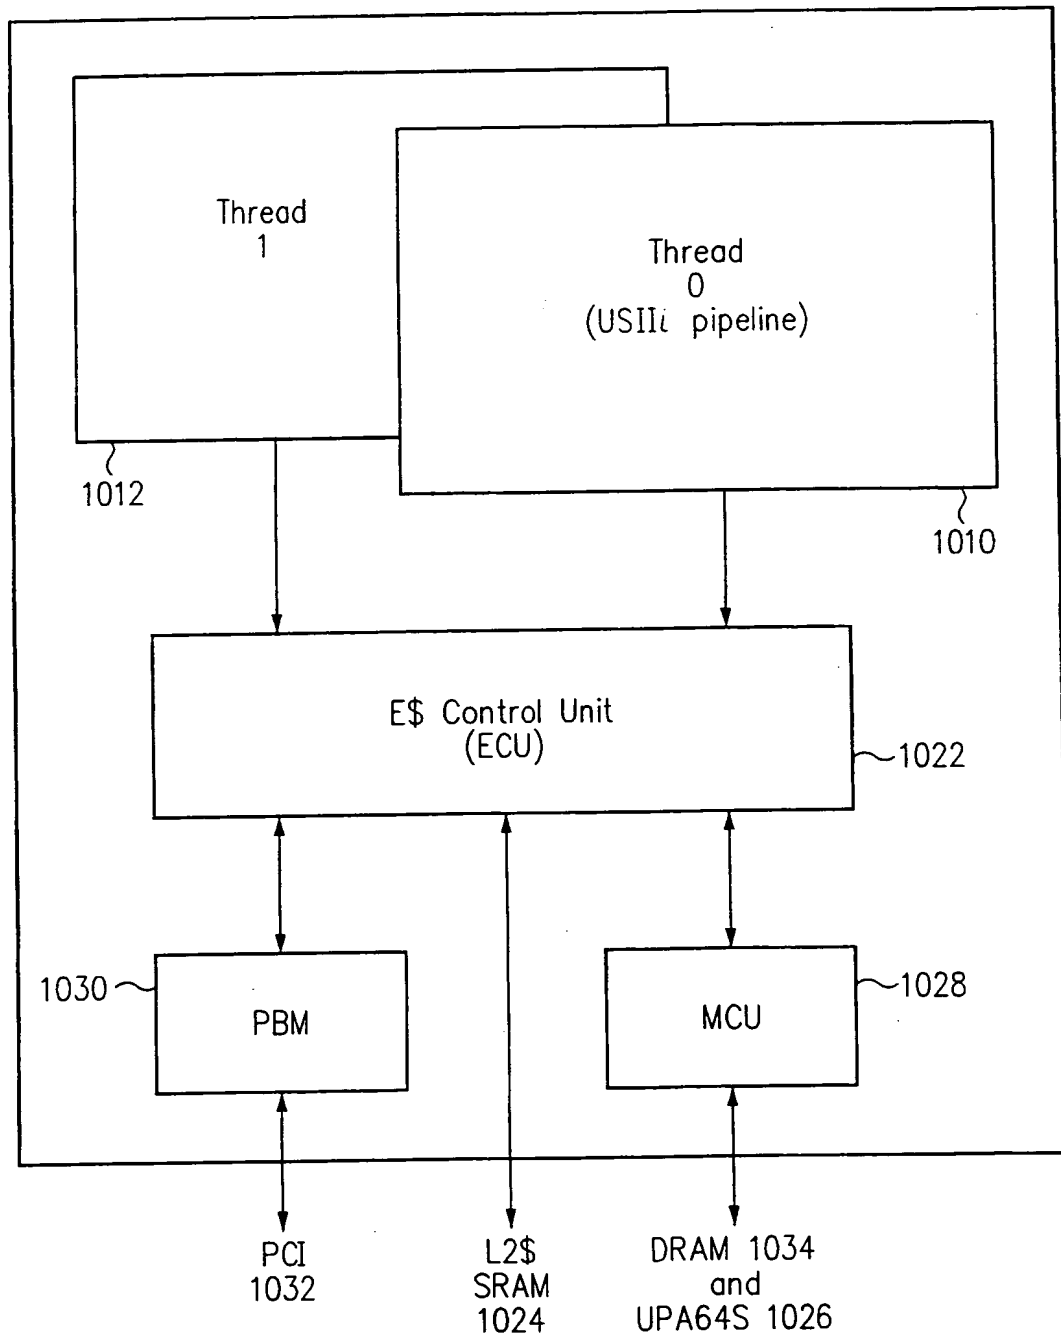 Thread
1
Thread
0
(USIIi pipeline)
1012
1010
E$ Control Unit
(ECU)
1022
1030
PBM
MCU
1028
PCI
1032
L2$
SRAM
1024
DRAM 1034
and
UPA64S 1026